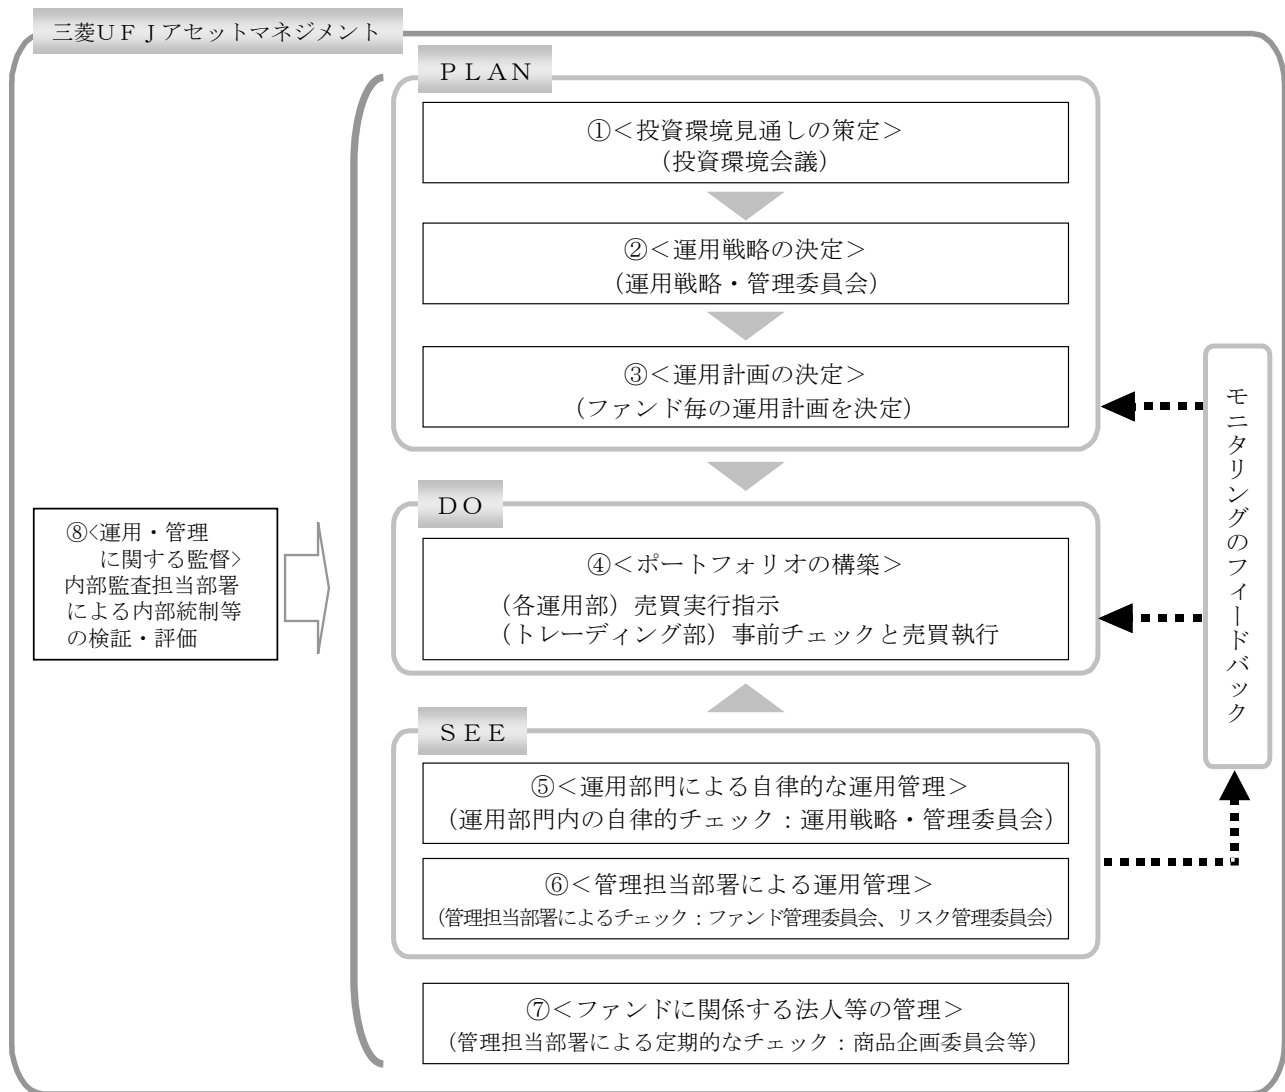 三菱ＵＦＪアセットマネジメント
ＰＬＡＮ
①＜投資環境見通しの策定＞
（投資環境会議）
②＜運用戦略の決定＞
（運用戦略・管理委員会）
③＜運用計画の決定＞
（ファンド毎の運用計画を決定）
ＤＯ
④＜ポートフォリオの構築＞
（各運用部）売買実行指示
（トレーディング部）事前チェックと売買執行
ＳＥＥ
⑤＜運用部門による自律的な運用管理＞
（運用部門内の自律的チェック：運用戦略・管理委員会）
⑥＜管理担当部署による運用管理＞
（管理担当部署によるチェック：ファンド管理委員会、リスク管理委員会）
⑦＜ファンドに関係する法人等の管理＞
（管理担当部署による定期的なチェック：商品企画委員会等）
⑧<運用・管理
に関する監督>
内部監査担当部署
による内部統制等
の検証・評価
モニタリングのフィードバック